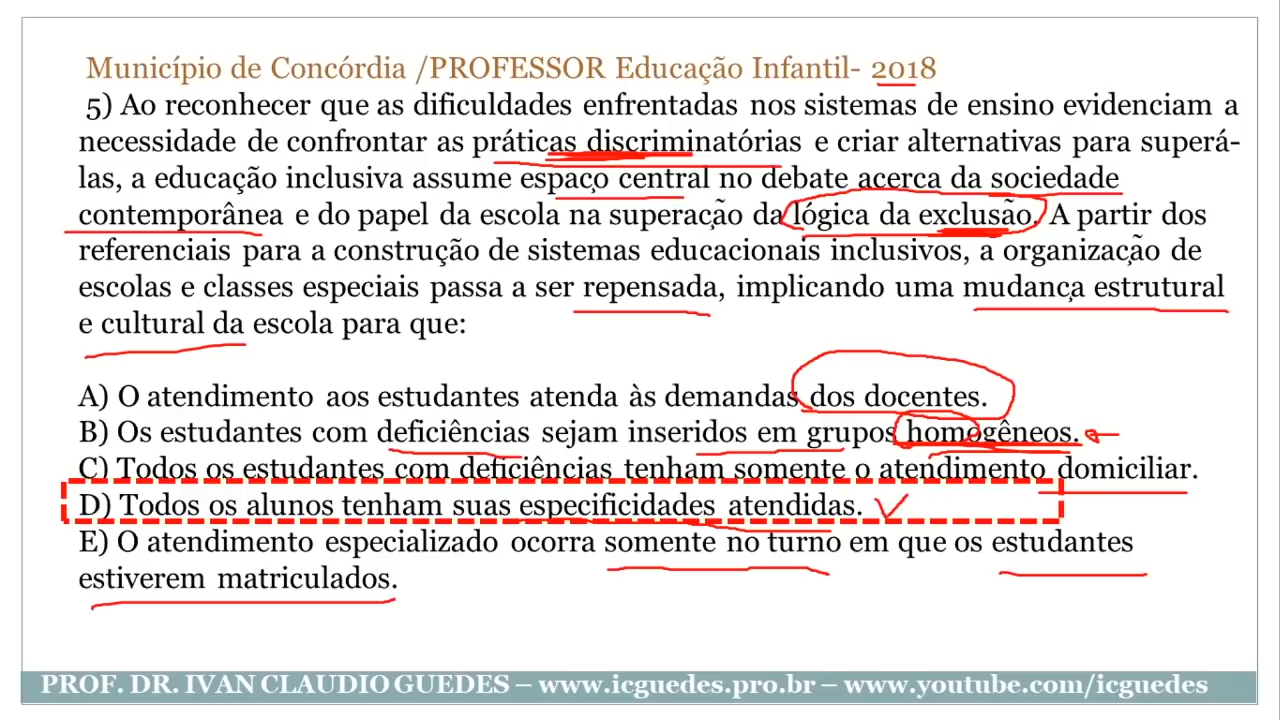 Município de Concórdia /PROFESSOR Educação Infantil- 2018
5) Ao reconhecer que as dificuldades enfrentadas nos sistemas de ensino evidenciam a
necessidade de confrontar as práticas discriminatórias e criar alternativas para superá-
las, a educação inclusiva assume espaço central no debate acerca da sociedade
contemporânea e do papel da escola na superação da lógica da exclusão. A partir dos
referenciais para a construção de sistemas educacionais inclusivos, a organização de
escolas e classes especiais passa a ser repensada, implicando uma mudança estrutural
e cultural da escola para que:
A) O atendimento aos estudantes atenda às demandas dos docentes.
B) Os estudantes com deficiências sejam inseridos em grupos homogêneos.
C) Todos os estudantes com deficiências tenham somente o atendimento domiciliar.
D) Todos os alunos tenham suas especificidades atendidas.
E) O atendimento especializado ocorra somente no turno em que os estudantes
estiverem matriculados.
PROF. DR. IVAN CLAUDIO GUEDES – www.icguedes.pro.br – www.youtube.com/icguedes